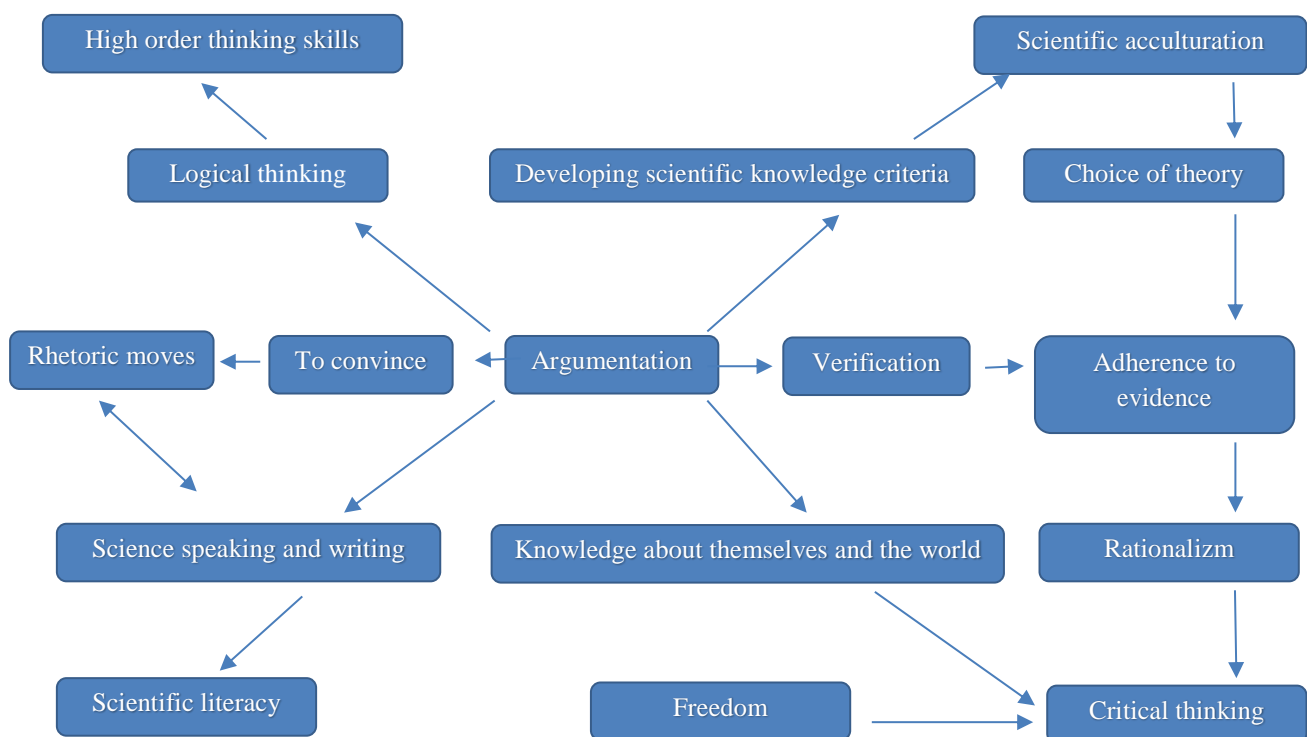 High order thinking skills
Scientific acculturation
Logical thinking
Developing scientific knowledge criteria
Choice of theory
Rhetoric moves
To convince
Argumentation
Verification
Adherence to
evidence
Science speaking and writing
Knowledge about themselves and the world
Rationalizm
Scientific literacy
Freedom
Critical thinking